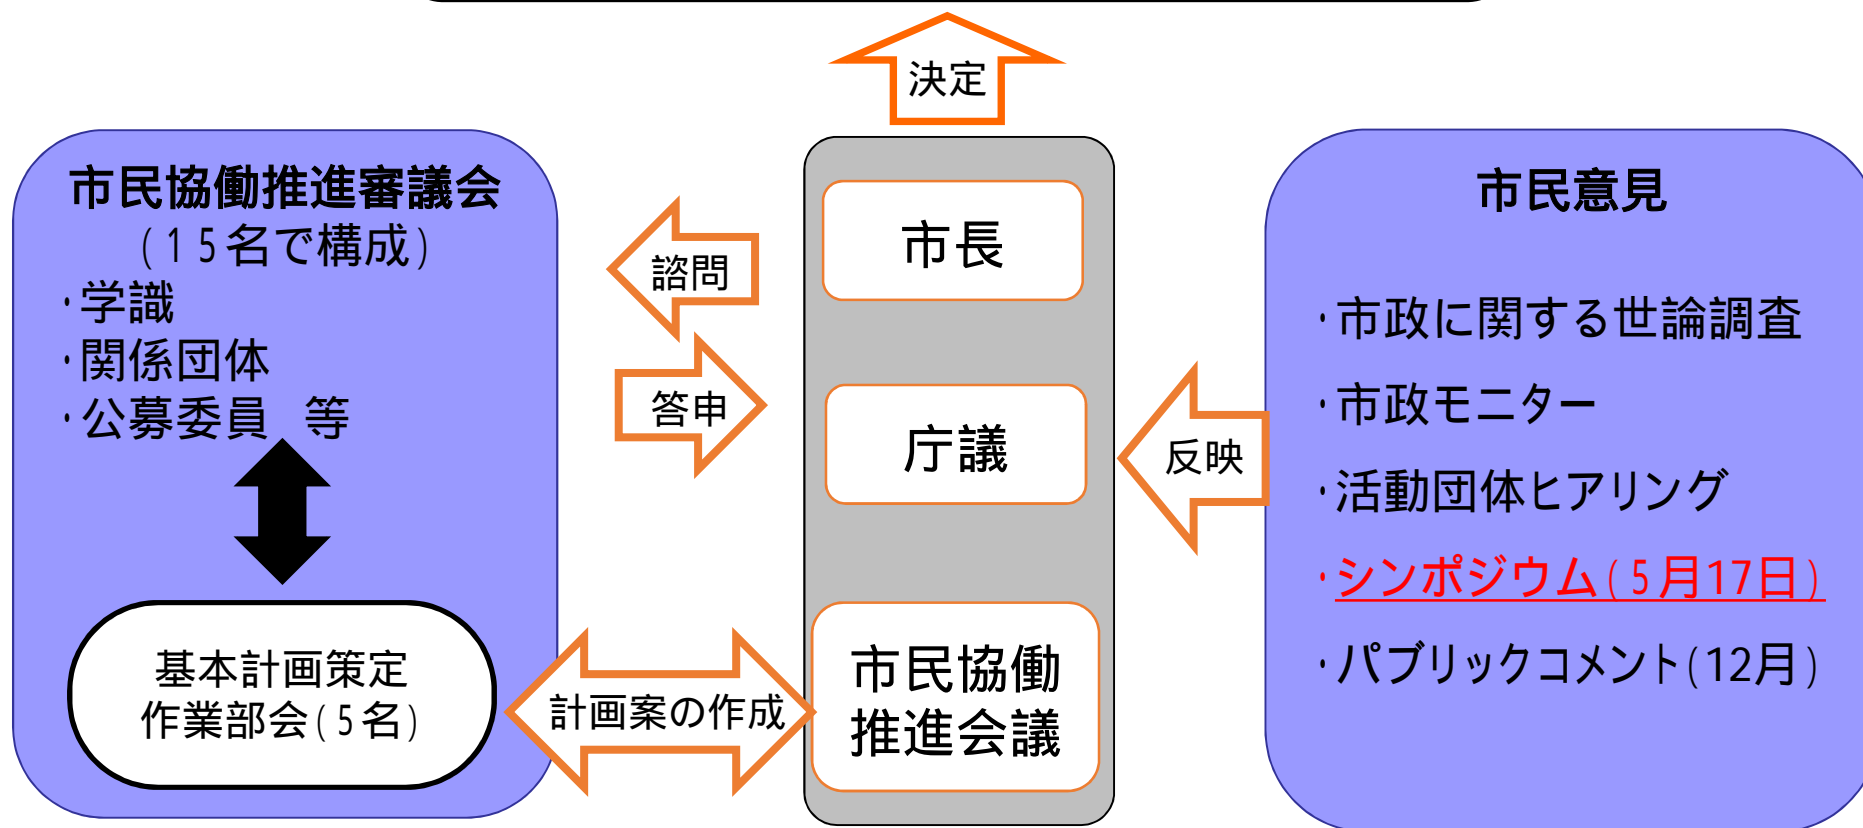 決定
市民協働推進審議会
(15名で構成)
・学識
・関係団体
・公募委員　等
基本計画策定
作業部会(5名)
諮問
答申
計画案の作成
市長
庁議
市民協働
推進会議
反映
市民意見
・市政に関する世論調査
・市政モニター
・活動団体ヒアリング
・シンポジウム(5月17日)
・パブリックコメント(12月)